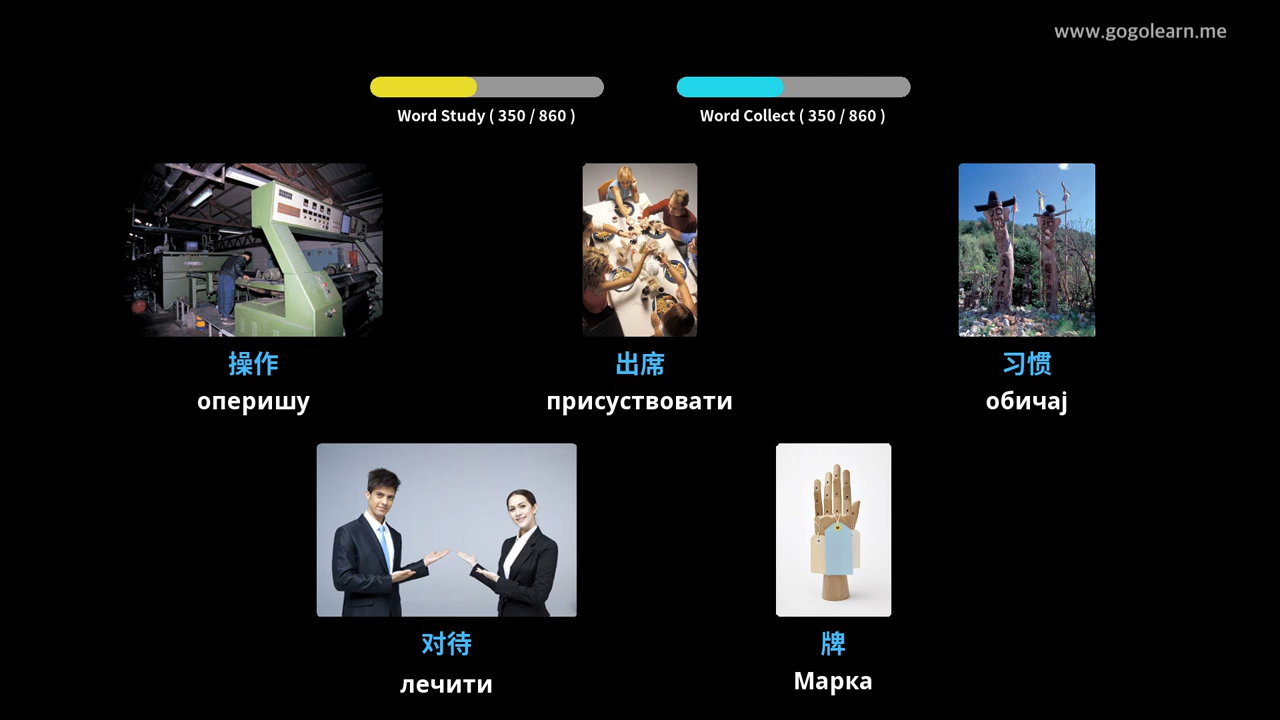 www.gogolearn.me
Word Study ( 350 / 860 )
Word Collect ( 350 / 860 )
操作
оперишу
出席
присуствовати
习惯
обичај
对待
лечити
牌
Марка